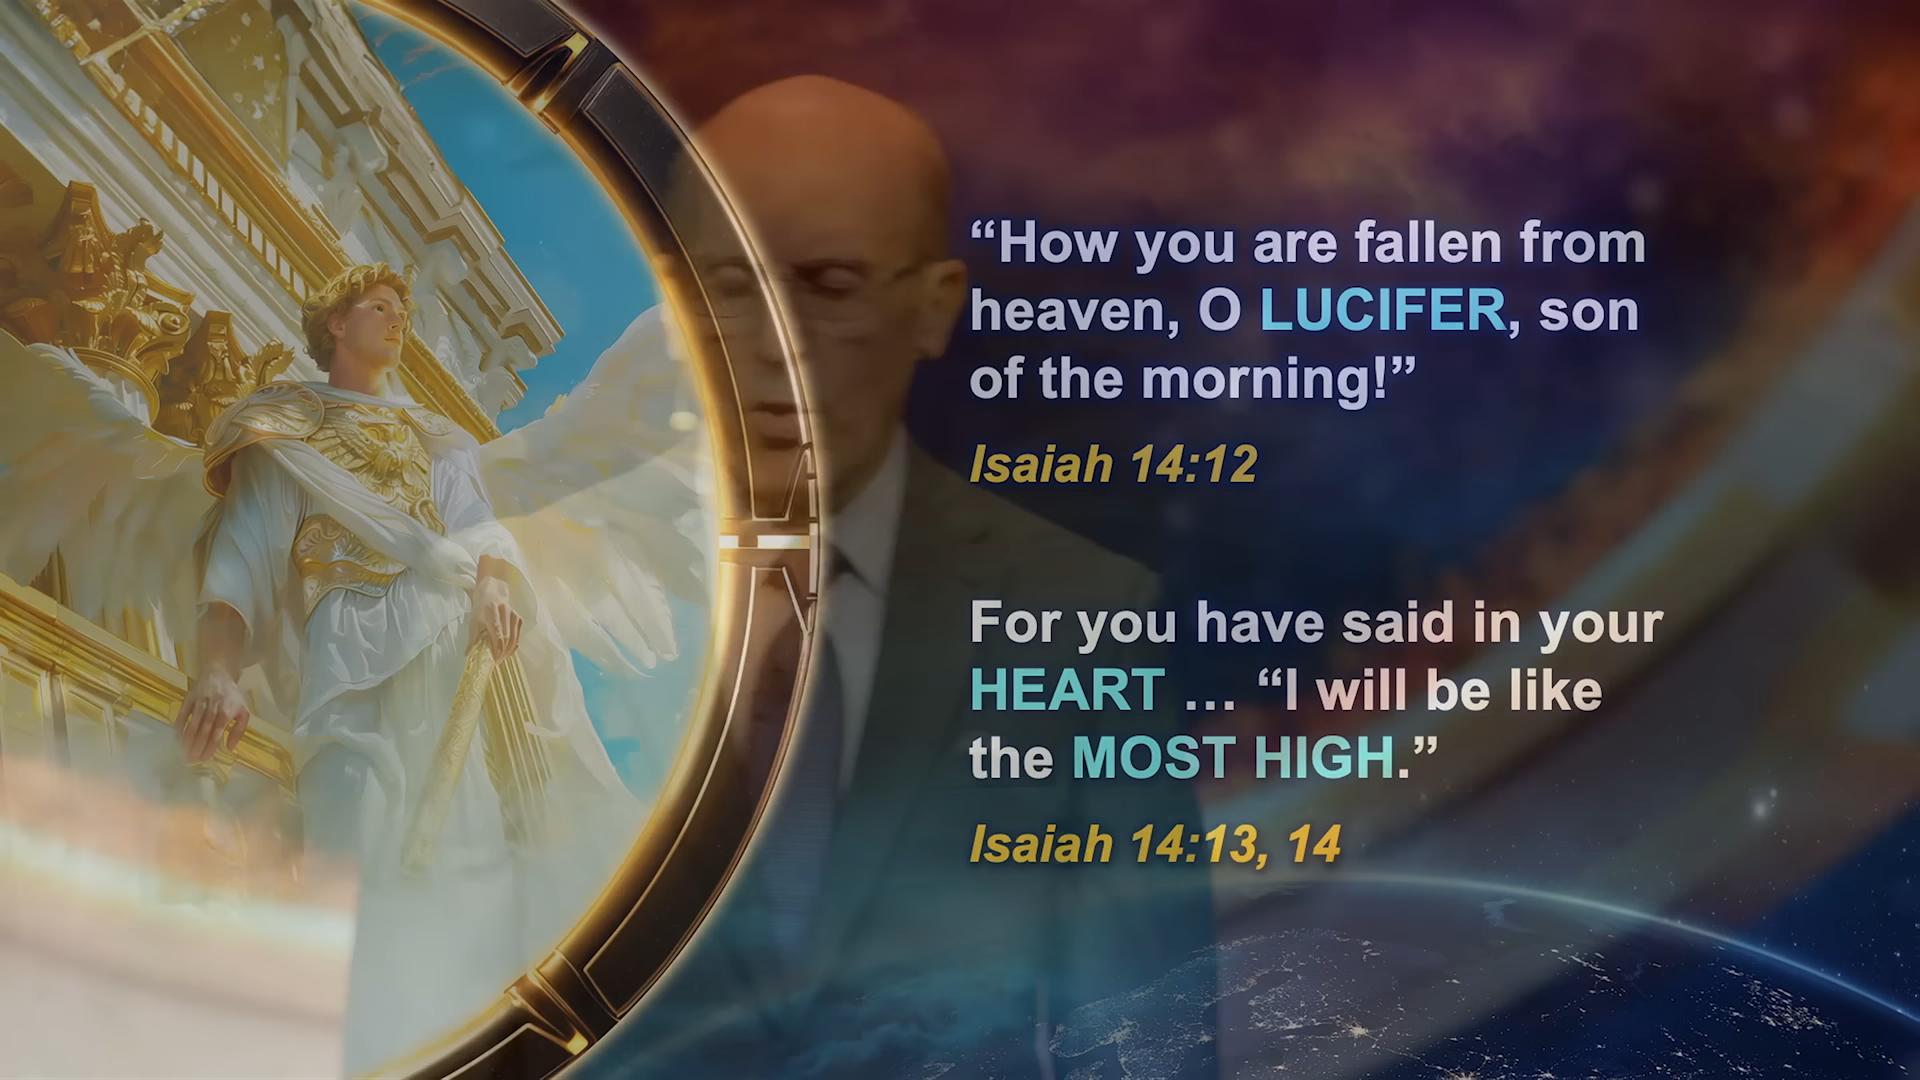 “How you are fallen from
heaven, O LUCIFER, son
of the morning!”
Isaiah 14:12
For you have said in your
HEART … “I will be like
the MOST HIGH.”
Isaiah 14:13, 14